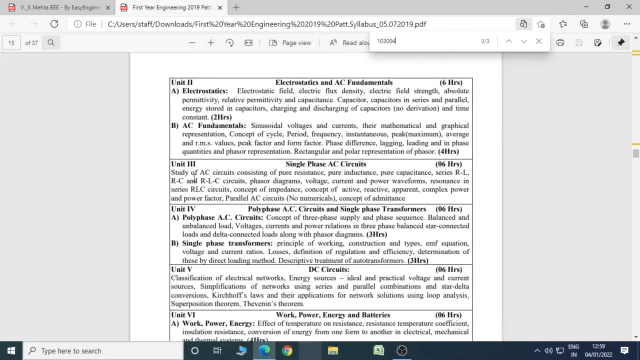 V._K Mehta BEE - By EasyEngine
First Year Engineering 2019 Patt.
C:/Users/staff/Downloads/First%20Year%20Engineering%202019%20Patt.Syllabus_05.072019.pdf
15 of 37
Page view
Read alou
103004
3/3
Unit II Electrostatics and AC Fundamentals (6 Hrs)
A) Electrostatics: Electrostatic field, electric flux density, electric field strength, absolute
permittivity, relative permittivity and capacitance. Capacitor, capacitors in series and parallel,
energy stored in capacitors, charging and discharging of capacitors (no derivation) and time
constant. (2Hrs)
B) AC Fundamentals: Sinusoidal voltages and currents, their mathematical and graphical
representation, Concept of cycle, Period, frequency, instantaneous, peak(maximum), average
and r.m.s. values, peak factor and form factor. Phase difference, lagging, leading and in phase
quantities and phasor representation. Rectangular and polar representation of phasor. (4Hrs)
Unit III Single Phase AC Circuits (06 Hrs)
Study of AC circuits consisting of pure resistance, pure inductance, pure capacitance, series R-L,
R-C and R-L-C circuits, phasor diagrams, voltage, current and power waveforms, resonance in
series RLC circuits, concept of impedance, concept of active, reactive, apparent, complex power
and power factor, Parallel AC circuits (No numericals), concept of admittance
Unit IV Polyphase A.C. Circuits and Single phase Transformers (06 Hrs)
A) Polyphase A.C. Circuits: Concept of three-phase supply and phase sequence. Balanced and
unbalanced load, Voltages, currents and power relations in three phase balanced star-connected
loads and delta-connected loads along with phasor diagrams. (3Hrs)
B) Single phase transformers: principle of working, construction and types, emf equation,
voltage and current ratios. Losses, definition of regulation and efficiency, determination of
these by direct loading method. Descriptive treatment of autotransformers. (3Hrs)
Unit V DC Circuits: (06 Hrs)
Classification of electrical networks, Energy sources – ideal and practical voltage and current
sources, Simplifications of networks using series and parallel combinations and star-delta
conversions, Kirchhoff's laws and their applications for network solutions using loop analysis,
Superposition theorem, Thevenin's theorem.
Unit VI Work, Power, Energy and Batteries (06 Hrs)
A) Work, Power, Energy: Effect of temperature on resistance, resistance temperature coefficient,
insulation resistance, conversion of energy from one form to another in electrical, mechanical
and thermal systems. (4Hrs)
ENG
IN
12:59
04/01/2022